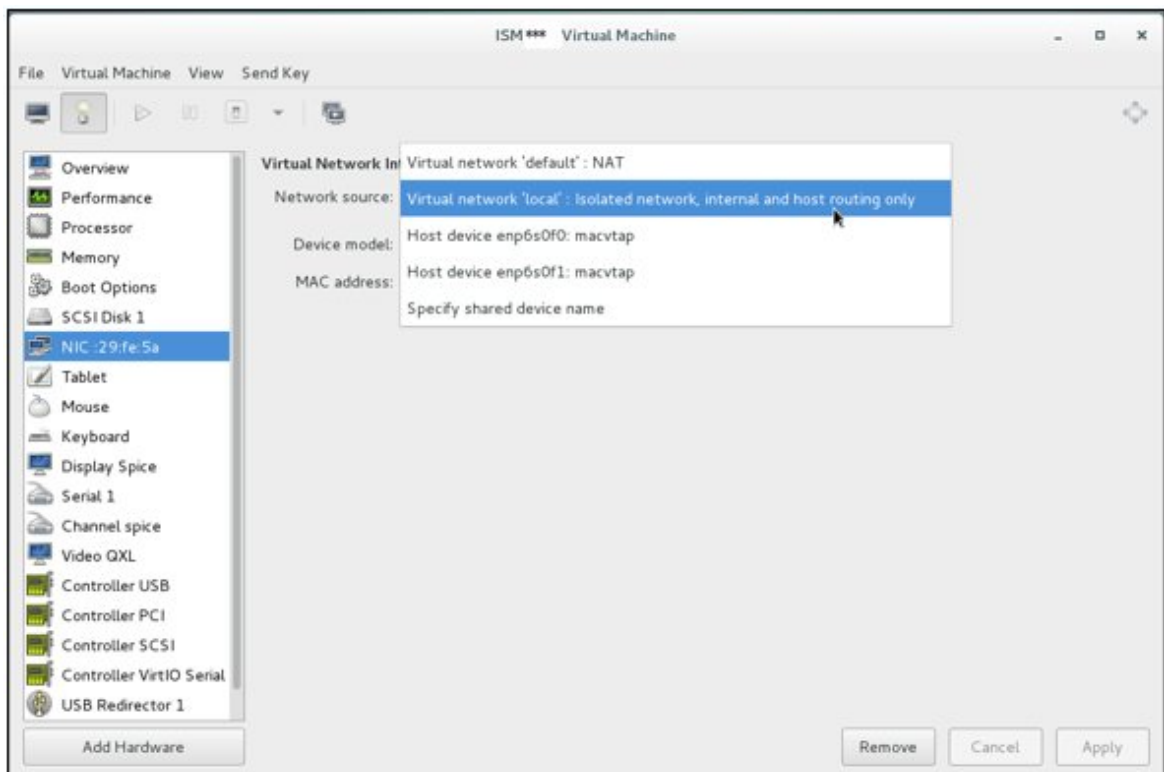 ISM*** Virtual Machine
File Virtual Machine View Send Key
Overview
Performance
Processor
Memory
Boot Options
SCSI Disk 1
NIC :29:fe:5a
Tablet
Mouse
Keyboard
Display Spice
Serial 1
Channel spice
Video QXL
Controller USB
Controller PCI
Controller SCSI
Controller VirtIO Serial
USB Redirector 1
Add Hardware
Virtual Network In
Network source:
Device model:
MAC address:
Virtual network 'default' : NAT
Virtual network 'local' : Isolated network, internal and host routing only
Host device enp6s0f0: macvtap
Host device enp6s0f1: macvtap
Specify shared device name
Remove Cancel Apply